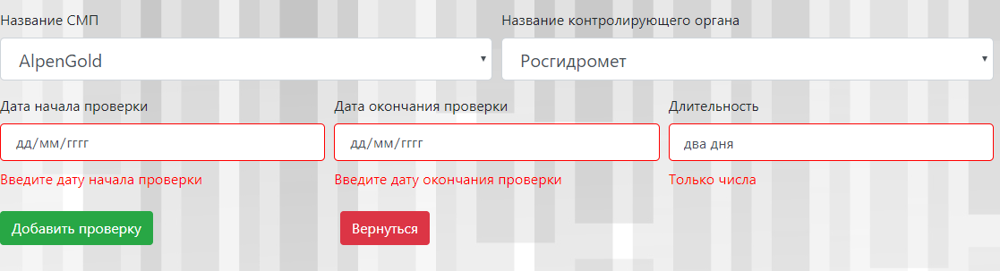 Название СМП Название контролирующего органа
AlpenGold Росгидромет
Дата начала проверки Дата окончания проверки Длительность
дд/мм/гггг дд/мм/гггг два дня
Введите дату начала проверки Введите дату окончания проверки Только числа
Добавить проверку Вернуться